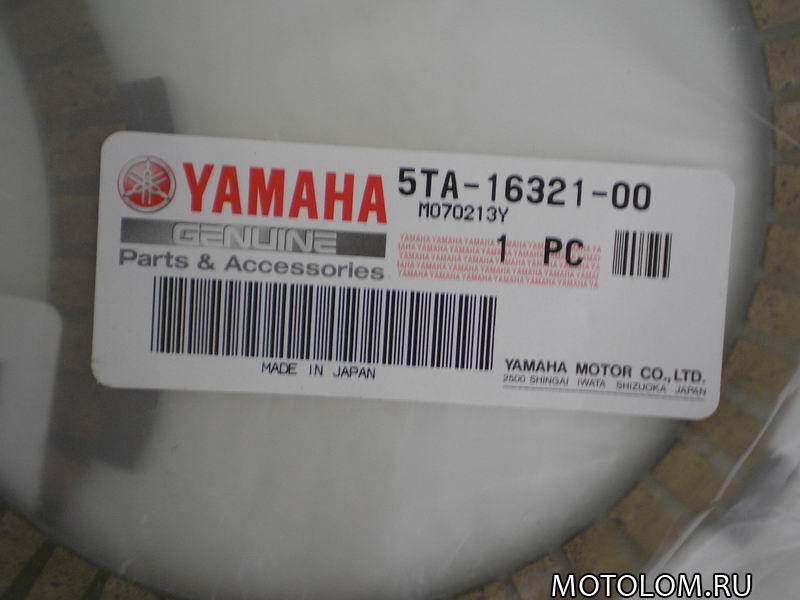 YAMAHA
GENUINE
Parts & Accessories
5TA-16321-00
M070213Y
1 PC
MADE IN JAPAN
YAMAHA MOTOR CO., LTD.
2500 SHINGAI IWATA SHIZUOKA JAPAN
MOTOLOM.RU